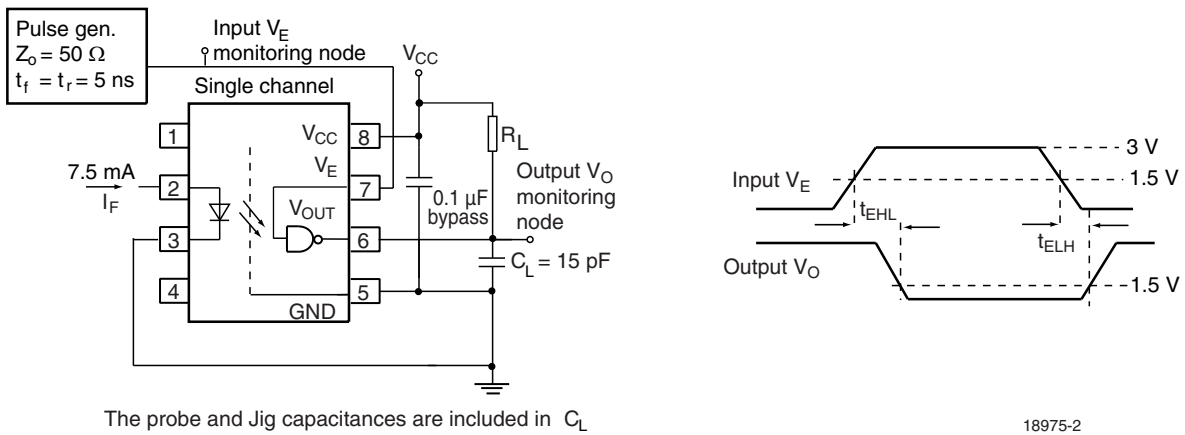 Pulse gen.
Zo = 50 Ω
tf = tr = 5 ns
Input VE
monitoring node
VCC
Single channel
1
VCC
8
RL
VE
7
7.5 mA
IF
2
Output VO
monitoring
node
0.1 µF
bypass
VOUT
3
6
CL = 15 pF
4
5
GND
The probe and Jig capacitances are included in CL
3 V
Input VE
1.5 V
tEHL
tELH
Output VO
1.5 V
18975-2